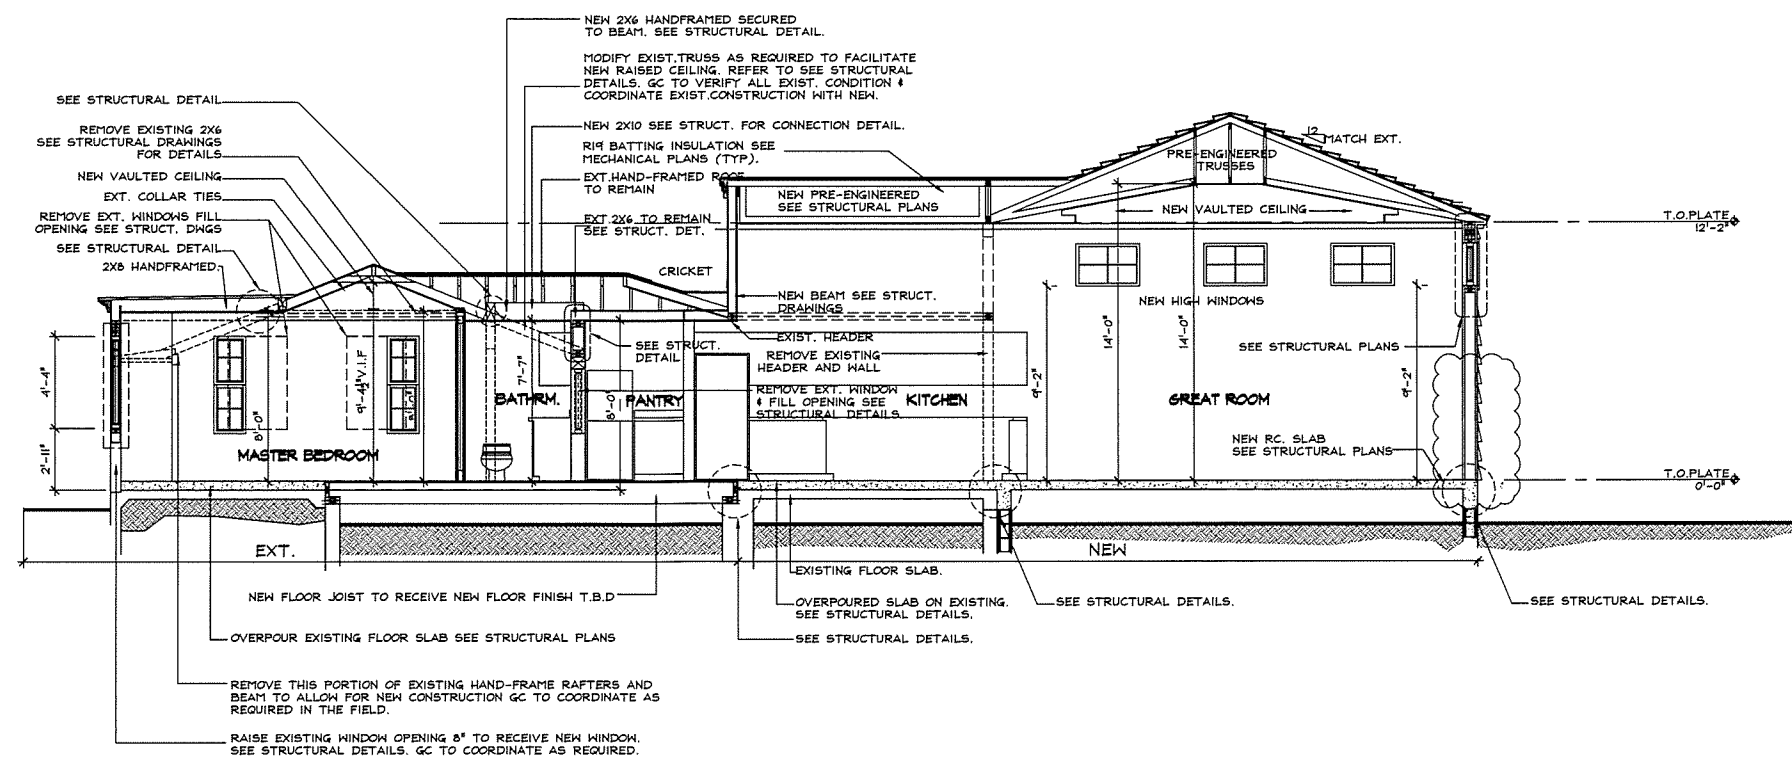 NEW 2X6 HANDFRAMED SECURED
TO BEAM. SEE STRUCTURAL DETAIL.
MODIFY EXIST.TRUSS AS REQUIRED TO FACILITATE
NEW RAISED CEILING. REFER TO SEE STRUCTURAL
DETAILS. GC TO VERIFY ALL EXIST. CONDITION &
COORDINATE EXIST.CONSTRUCTION WITH NEW.
NEW 2X10 SEE STRUCT. FOR CONNECTION DETAIL.
R19 BATTING INSULATION SEE
MECHANICAL PLANS (TYP).
EXT.HAND-FRAMED ROOF
TO REMAIN
EXT.2X6 TO REMAIN
SEE STRUCT. DET.
SEE STRUCTURAL DETAIL
REMOVE EXISTING 2X6
SEE STRUCTURAL DRAWINGS
FOR DETAILS
NEW VAULTED CEILING
EXT. COLLAR TIES
REMOVE EXT. WINDOWS FILL
OPENING SEE STRUCT. DWGS
SEE STRUCTURAL DETAIL
2X8 HANDFRAMED.
NEW PRE-ENGINEERED
SEE STRUCTURAL PLANS
PRE-ENGINEERED
TRUSSES
12
MATCH EXT.
NEW VAULTED CEILING
T.O.PLATE
12'-2"
CRICKET
NEW BEAM SEE STRUCT.
DRAWINGS
EXIST. HEADER
REMOVE EXISTING
HEADER AND WALL
SEE STRUCT.
DETAIL
REMOVE EXT. WINDOW
& FILL OPENING SEE
STRUCTURAL DETAILS
NEW HIGH WINDOWS
SEE STRUCTURAL PLANS
4'-4"
2'-11"
8'-0"
9'-4½" V.I.F
7'-7"
8'-0"
9'-2"
14'-0"
14'-0"
9'-2"
MASTER BEDROOM
BATHRM.
PANTRY
KITCHEN
GREAT ROOM
NEW RC. SLAB
SEE STRUCTURAL PLANS
T.O.PLATE
0'-0"
EXT.
NEW
EXISTING FLOOR SLAB.
NEW FLOOR JOIST TO RECEIVE NEW FLOOR FINISH T.B.D
OVERPOURED SLAB ON EXISTING.
SEE STRUCTURAL DETAILS.
SEE STRUCTURAL DETAILS.
SEE STRUCTURAL DETAILS.
OVERPOUR EXISTING FLOOR SLAB SEE STRUCTURAL PLANS
SEE STRUCTURAL DETAILS.
REMOVE THIS PORTION OF EXISTING HAND-FRAME RAFTERS AND
BEAM TO ALLOW FOR NEW CONSTRUCTION GC TO COORDINATE AS
REQUIRED IN THE FIELD.
RAISE EXISTING WINDOW OPENING 8" TO RECEIVE NEW WINDOW.
SEE STRUCTURAL DETAILS. GC TO COORDINATE AS REQUIRED.